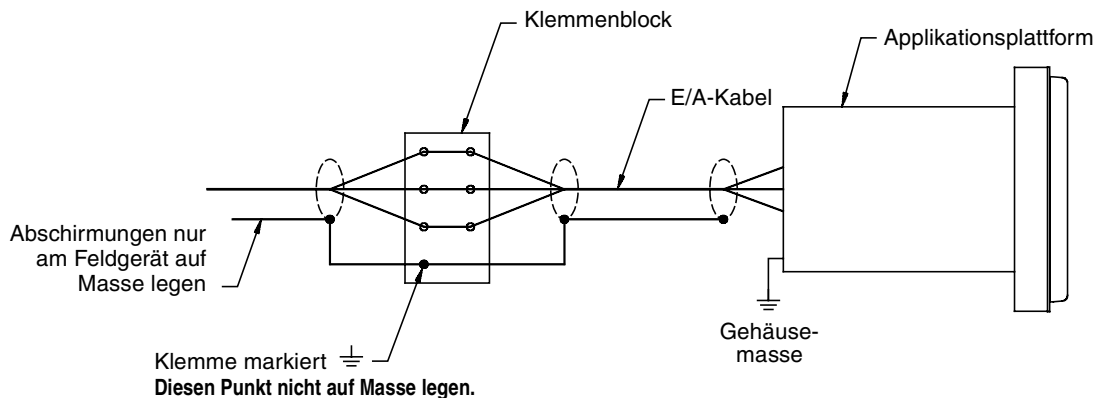 Klemmenblock
Applikationsplattform
E/A-Kabel
Abschirmungen nur
am Feldgerät auf
Masse legen
Gehäuse-
masse
Klemme markiert ⏚
Diesen Punkt nicht auf Masse legen.